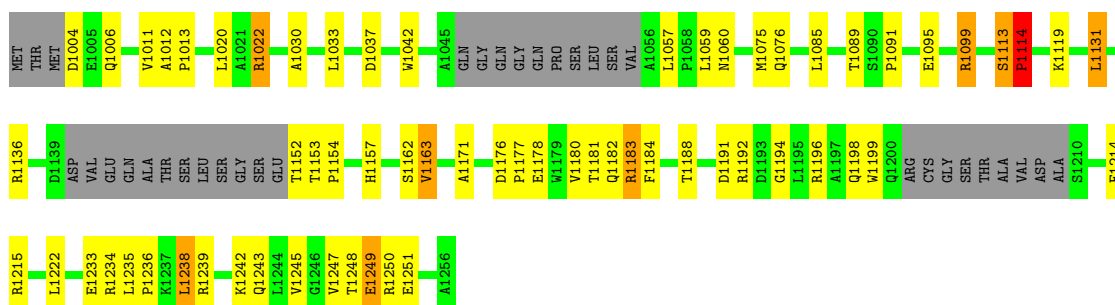 MET THR MET D1004 E1005 Q1006 V1011 A1012 P1013 L1020 A1021 R1022 A1030 L1033 D1037 W1042 A1045 GLN GLY GLN GLY GLN PRO SER LEU SER VAL A1056 L1057 P1058 L1059 N1060 M1075 Q1076 L1085 T1089 S1090 P1091 E1095 R1099 S1113 P1114 K1119 L1131
R1136 D1139 ASP VAL GLU GLN ALA THR SER LEU SER GLY SER GLU T1152 T1153 P1154 H1157 S1162 V1163 A1171 D1176 P1177 E1178 W1179 V1180 T1181 Q1182 R1183 F1184 T1188 D1191 R1192 D1193 G1194 L1195 R1196 A1197 Q1198 W1199 Q1200 ARG CYS GLY SER THR ALA VAL ASP ALA S1210 E1214
R1215 L1222 E1233 R1234 L1235 P1236 K1237 L1238 R1239 K1242 Q1243 L1244 V1245 G1246 V1247 T1248 E1249 R1250 E1251 A1256